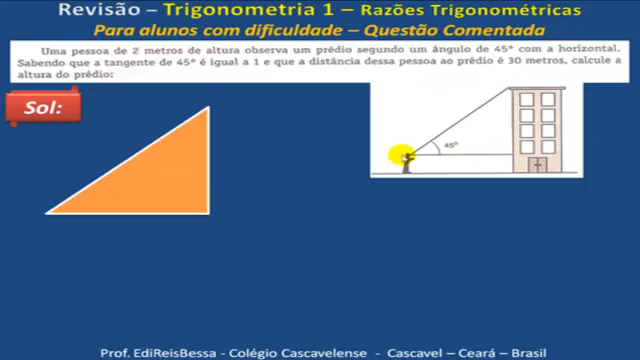 Revisão – Trigonometria 1 – Razões Trigonométricas
Para alunos com dificuldade – Questão Comentada
Uma pessoa de 2 metros de altura observa um prédio segundo um ângulo de 45° com a horizontal.
Sabendo que a tangente de 45° é igual a 1 e que a distância dessa pessoa ao prédio é 30 metros, calcule a
altura do prédio:
Sol:
45°
Prof. EdiReisBessa - Colégio Cascavelense - Cascavel – Ceará – Brasil